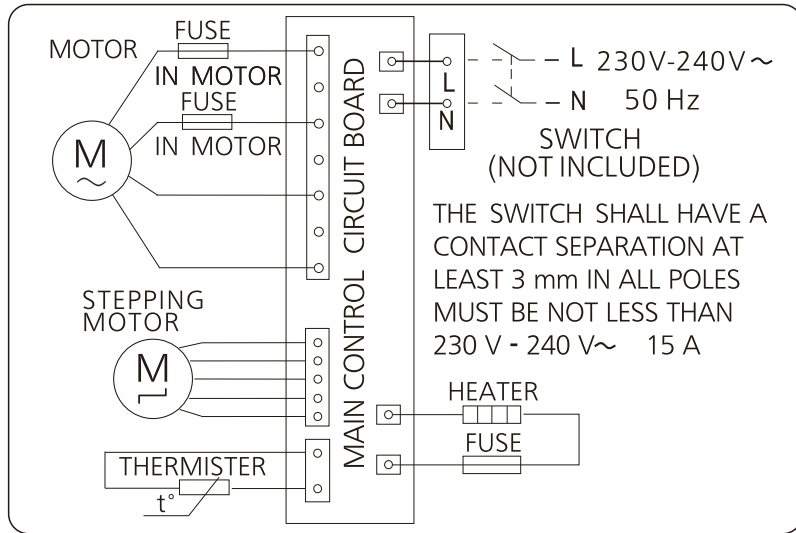 MOTOR
FUSE
IN MOTOR
FUSE
IN MOTOR
M
~
STEPPING
MOTOR
M
THERMISTER
t°
MAIN CONTROL CIRCUIT BOARD
L
N
L 230V-240V~
N 50 Hz
SWITCH
(NOT INCLUDED)
THE SWITCH SHALL HAVE A
CONTACT SEPARATION AT
LEAST 3 mm IN ALL POLES
MUST BE NOT LESS THAN
230 V - 240 V~ 15 A
HEATER
FUSE